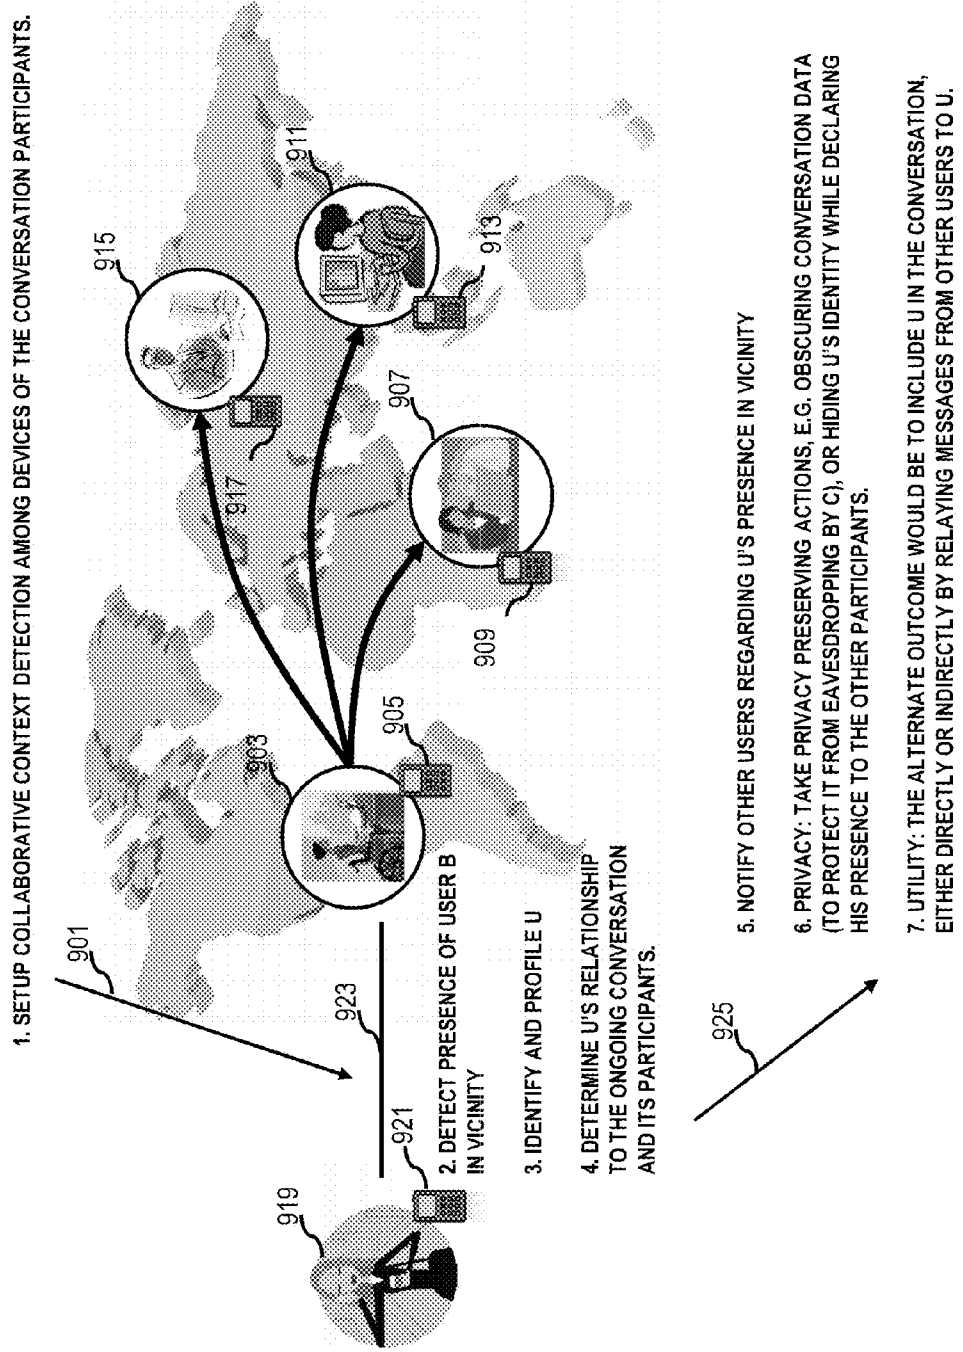 1. SETUP COLLABORATIVE CONTEXT DETECTION AMONG DEVICES OF THE CONVERSATION PARTICIPANTS.
901
915
911
903
917
907
913
905
909
919
921
923
2. DETECT PRESENCE OF USER B
IN VICINITY
3. IDENTIFY AND PROFILE U
4. DETERMINE U'S RELATIONSHIP
TO THE ONGOING CONVERSATION
AND ITS PARTICIPANTS.
925
5. NOTIFY OTHER USERS REGARDING U'S PRESENCE IN VICINITY
6. PRIVACY: TAKE PRIVACY PRESERVING ACTIONS, E.G. OBSCURING CONVERSATION DATA
(TO PROTECT IT FROM EAVESDROPPING BY C), OR HIDING U'S IDENTITY WHILE DECLARING
HIS PRESENCE TO THE OTHER PARTICIPANTS.
7. UTILITY: THE ALTERNATE OUTCOME WOULD BE TO INCLUDE U IN THE CONVERSATION,
EITHER DIRECTLY OR INDIRECTLY BY RELAYING MESSAGES FROM OTHER USERS TO U.